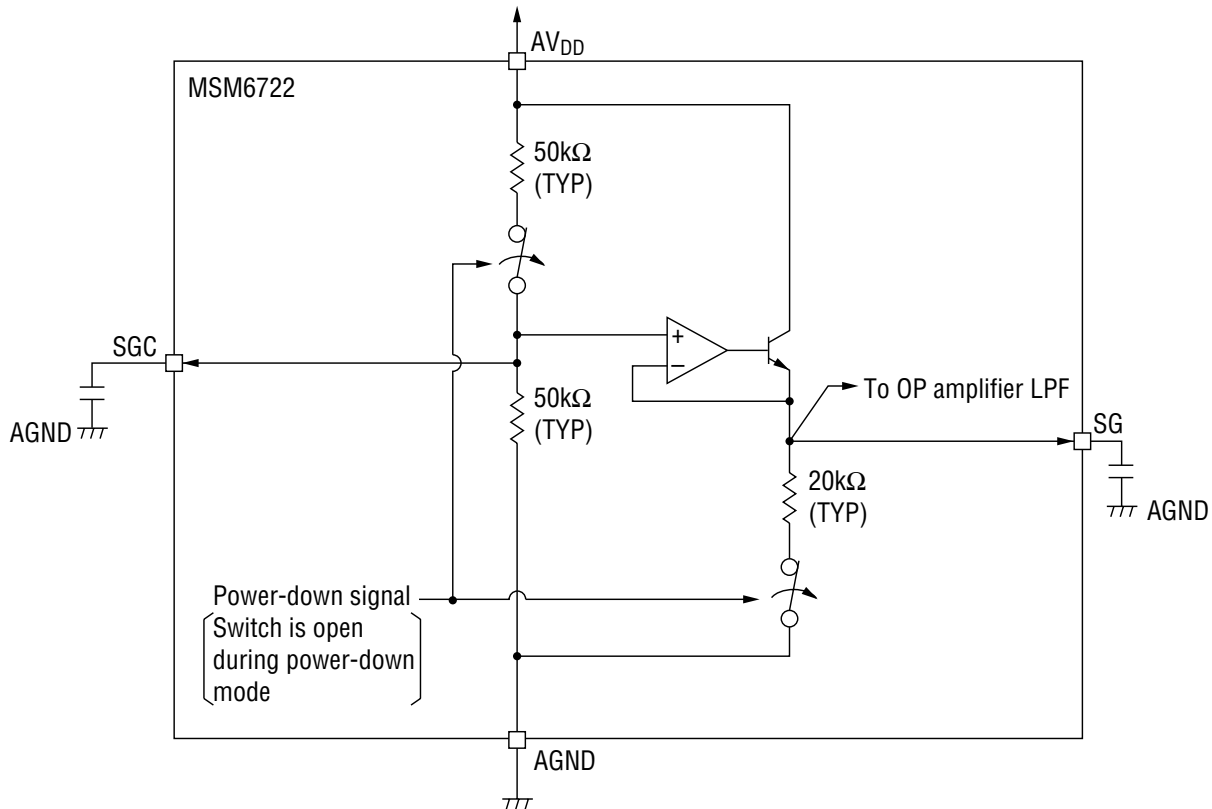 AVDD
MSM6722
50kΩ
(TYP)
+
−
SGC
AGND
50kΩ
(TYP)
To OP amplifier LPF
SG
AGND
20kΩ
(TYP)
Power-down signal
Switch is open
during power-down
mode
AGND